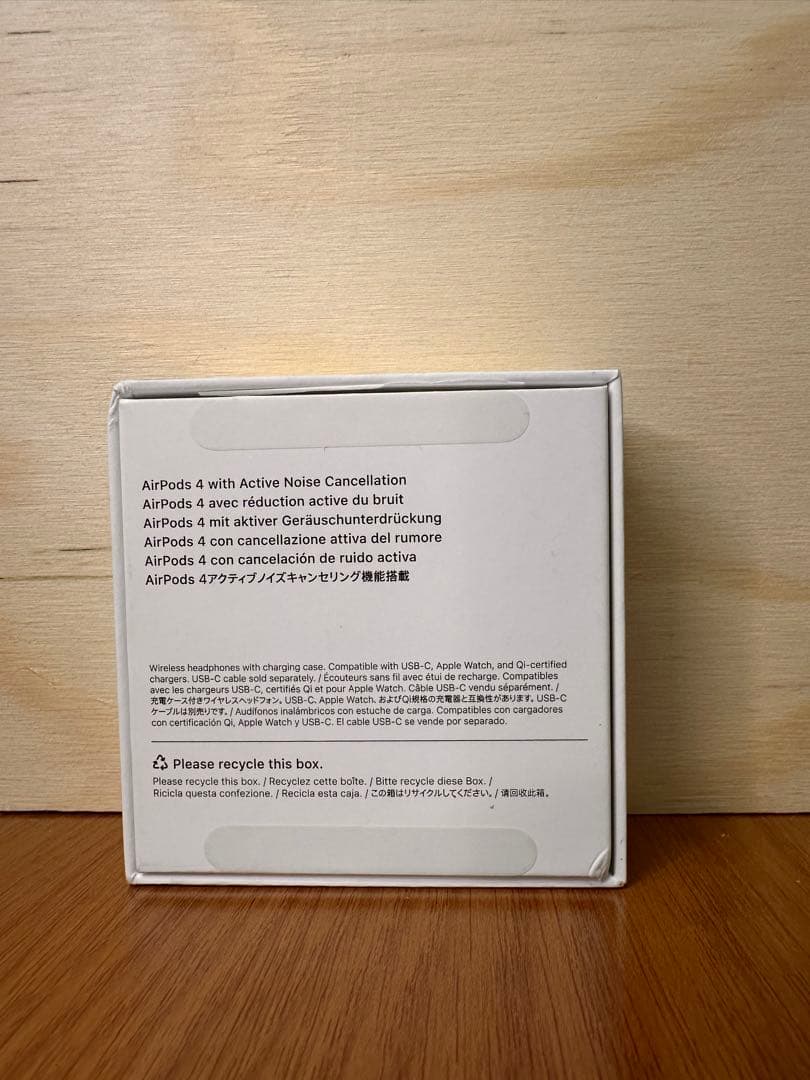 AirPods 4 with Active Noise Cancellation
AirPods 4 avec réduction active du bruit
AirPods 4 mit aktiver Geräuschunterdrückung
AirPods 4 con cancellazione attiva del rumore
AirPods 4 con cancelación de ruido activa
AirPods 4アクティブノイズキャンセリング機能搭載
Wireless headphones with charging case. Compatible with USB-C, Apple Watch, and Qi-certified
chargers. USB-C cable sold separately. / Écouteurs sans fil avec étui de recharge. Compatibles
avec les chargeurs USB-C, certifiés Qi et pour Apple Watch. Câble USB-C vendu séparément. /
充電ケース付きワイヤレスヘッドフォン。USB-C、Apple Watch、およびQi規格の充電器と互換性があります。USB-C
ケーブルは別売りです。/ Audífonos inalámbricos con estuche de carga. Compatibles con cargadores
con certificación Qi, Apple Watch y USB-C. El cable USB-C se vende por separado.
Please recycle this box.
Please recycle this box. / Recyclez cette boîte. / Bitte recycle diese Box. /
Ricicla questa confezione. / Recicla esta caja. / この箱はリサイクルしてください。/ 请回收此箱。